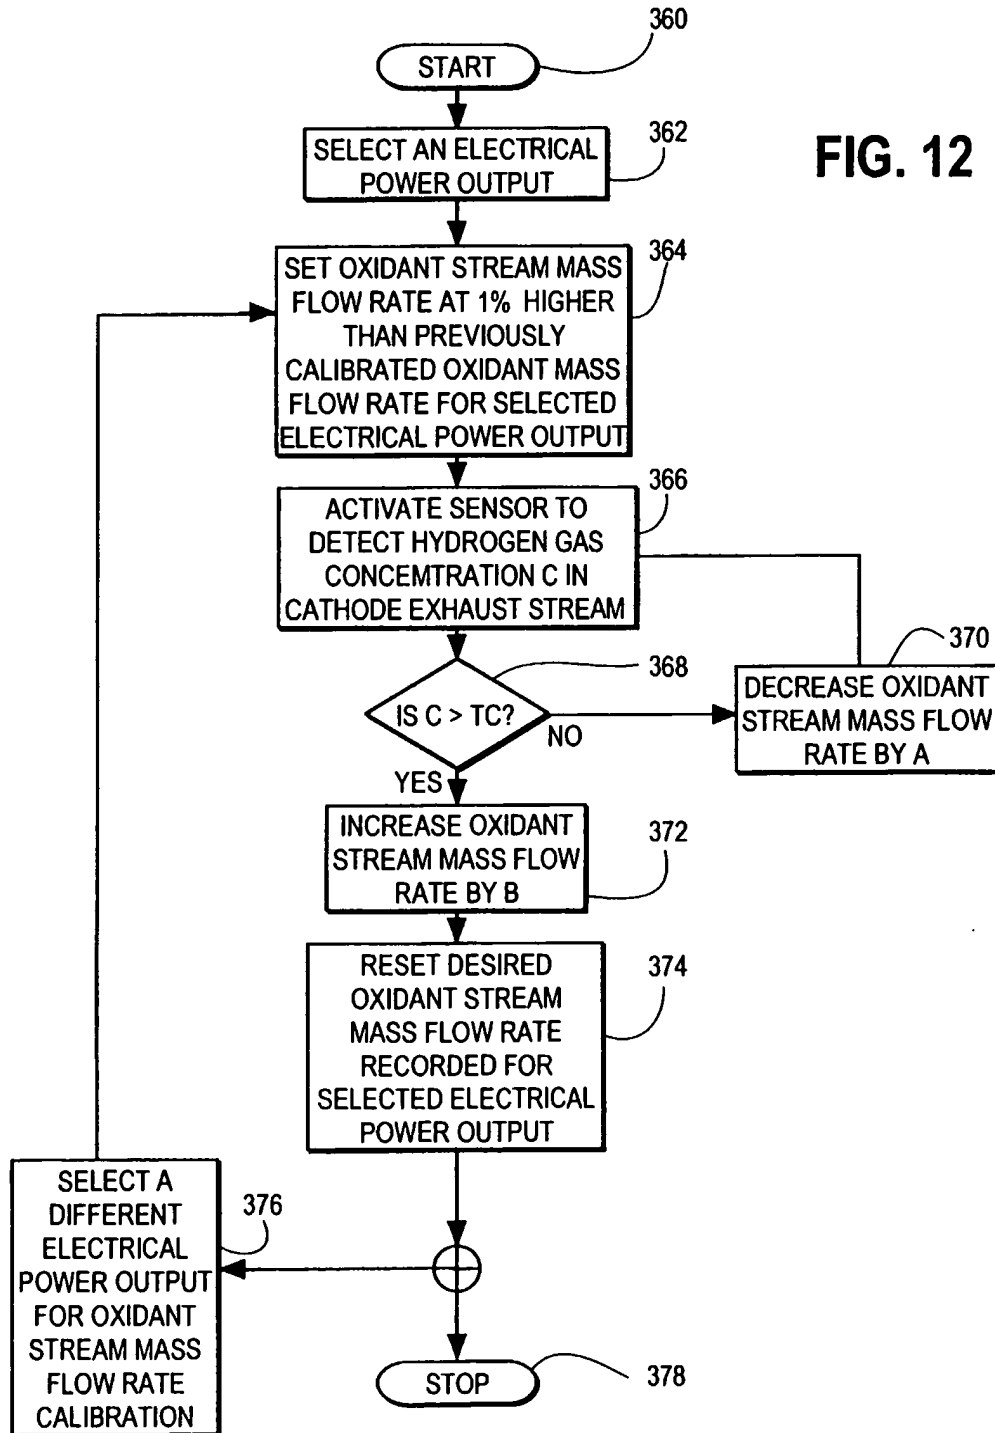 360
START
362
SELECT AN ELECTRICAL
POWER OUTPUT
FIG. 12
364
SET OXIDANT STREAM MASS
FLOW RATE AT 1% HIGHER
THAN PREVIOUSLY
CALIBRATED OXIDANT MASS
FLOW RATE FOR SELECTED
ELECTRICAL POWER OUTPUT
366
ACTIVATE SENSOR TO
DETECT HYDROGEN GAS
CONCEMTRATION C IN
CATHODE EXHAUST STREAM
368
IS C > TC?
NO
YES
370
DECREASE OXIDANT
STREAM MASS FLOW
RATE BY A
INCREASE OXIDANT
STREAM MASS FLOW
RATE BY B
372
RESET DESIRED
OXIDANT STREAM
MASS FLOW RATE
RECORDED FOR
SELECTED ELECTRICAL
POWER OUTPUT
374
SELECT A
DIFFERENT
ELECTRICAL
POWER OUTPUT
FOR OXIDANT
STREAM MASS
FLOW RATE
CALIBRATION
376
STOP
378